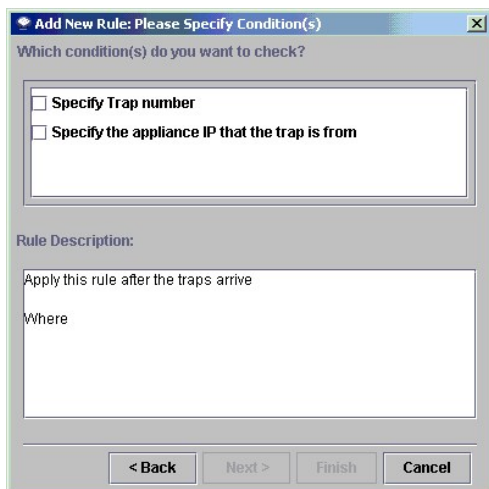 Add New Rule: Please Specify Condition(s)
Which condition(s) do you want to check?
Specify Trap number
Specify the appliance IP that the trap is from
Rule Description:
Apply this rule after the traps arrive
Where
< Back
Next >
Finish
Cancel